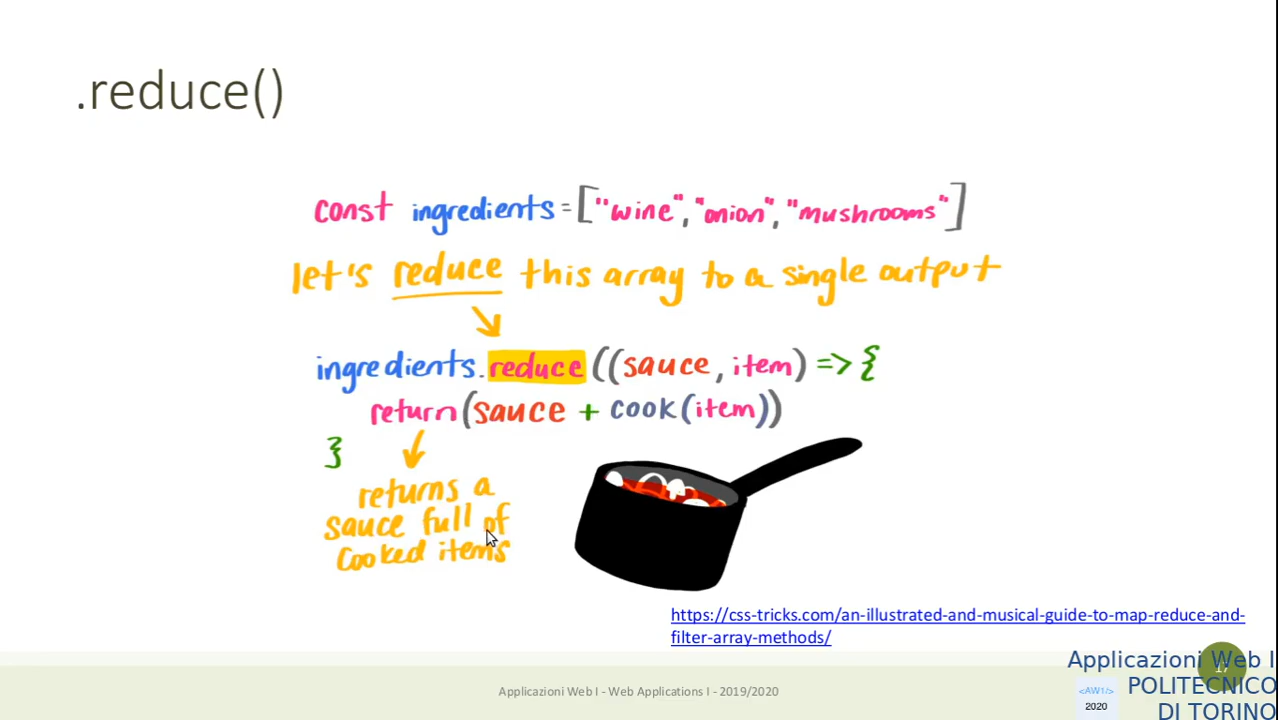 .reduce()
const ingredients = ["wine", "onion", "mushrooms"]
let's reduce this array to a single output
ingredients.reduce((sauce, item) => {
return(sauce + cook(item))
}
returns a
sauce full of
cooked items
https://css-tricks.com/an-illustrated-and-musical-guide-to-map-reduce-and-
filter-array-methods/
Applicazioni Web I - Web Applications I - 2019/2020
Applicazioni Web I
POLITECNICO
DI TORINO
<AW1/>
2020